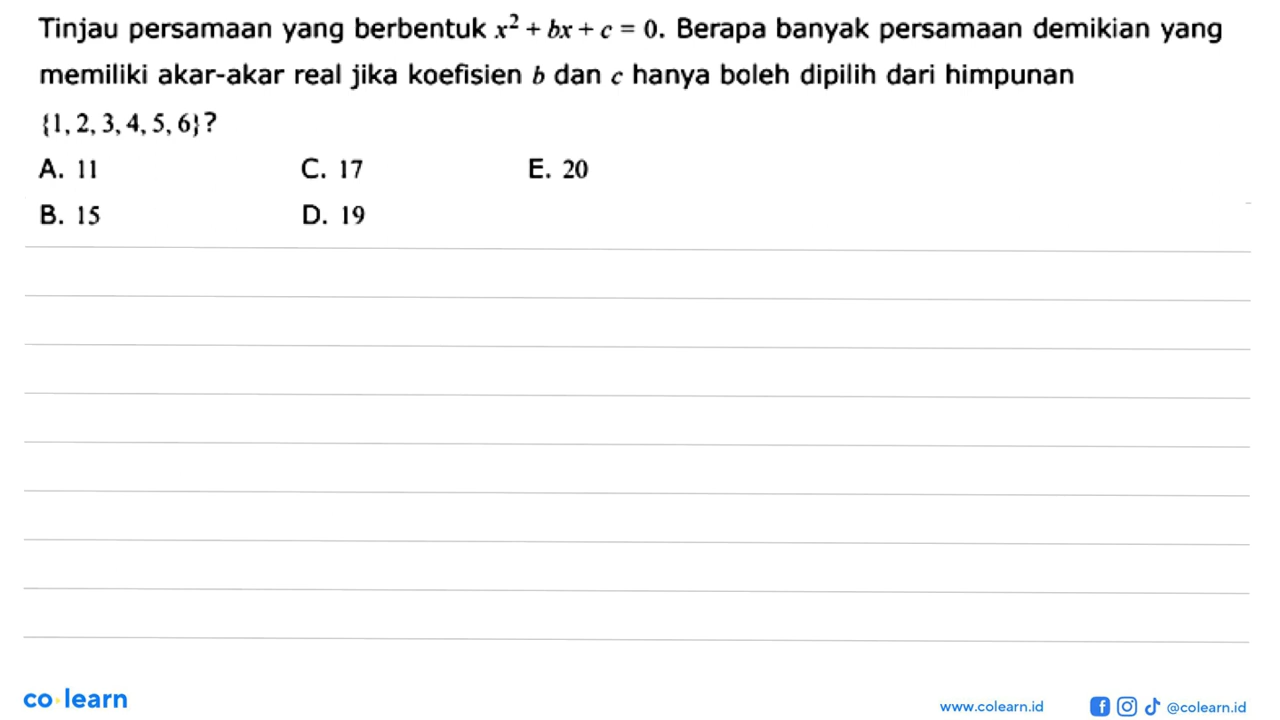 Tinjau persamaan yang berbentuk x² + bx + c = 0. Berapa banyak persamaan demikian yang
memiliki akar-akar real jika koefisien b dan c hanya boleh dipilih dari himpunan
{1, 2, 3, 4, 5, 6}?
A. 11 C. 17 E. 20
B. 15 D. 19
co learn www.colearn.id @colearn.id